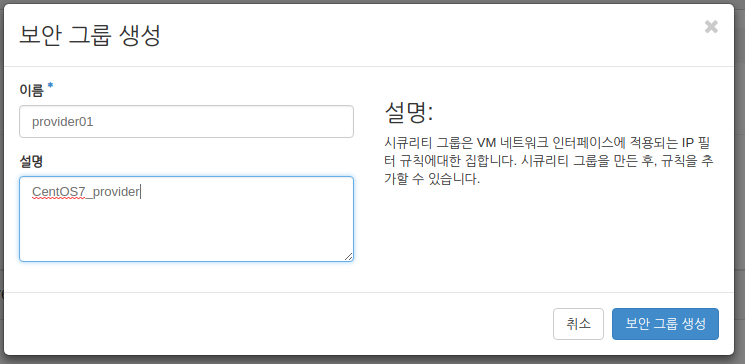 보안 그룹 생성
×
이름 *
provider01
설명
CentOS7_provider
설명:
시큐리티 그룹은 VM 네트워크 인터페이스에 적용되는 IP 필
터 규칙에대한 집합니다. 시큐리티 그룹을 만든 후, 규칙을 추
가할 수 있습니다.
취소
보안 그룹 생성